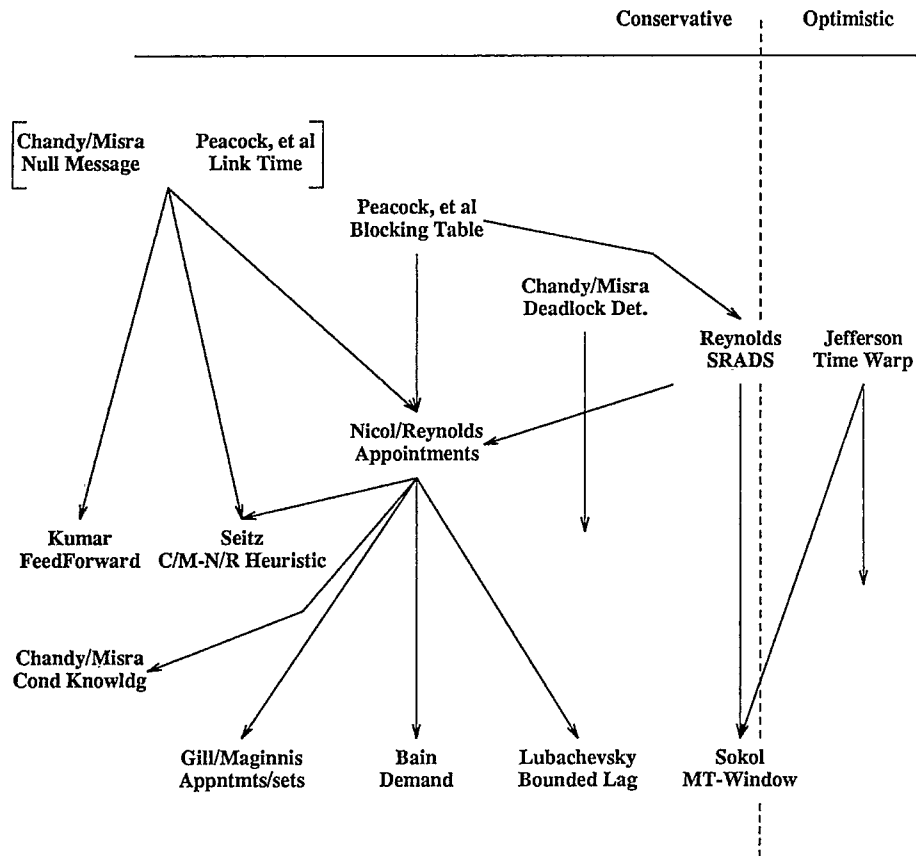 Conservative
Optimistic
Chandy/Misra
Null Message
Peacock, et al
Link Time
Peacock, et al
Blocking Table
Chandy/Misra
Deadlock Det.
Reynolds
SRADS
Jefferson
Time Warp
Nicol/Reynolds
Appointments
Kumar
FeedForward
Seitz
C/M-N/R Heuristic
Chandy/Misra
Cond Knowldg
Gill/Maginnis
Appntmts/sets
Bain
Demand
Lubachevsky
Bounded Lag
Sokol
MT-Window